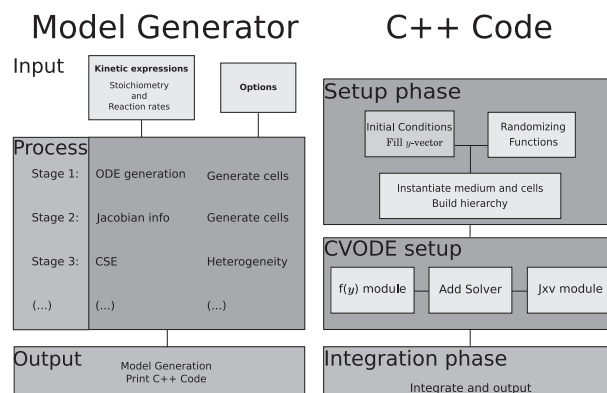 Model Generator
Input
Kinetic expressions
Stoichiometry
and
Reaction rates
Options
Process
Stage 1: ODE generation Generate cells
Stage 2: Jacobian info Generate cells
Stage 3: CSE Heterogeneity
(...) (...) (...)
Output
Model Generation
Print C++ Code
C++ Code
Setup phase
Initial Conditions
Fill y-vector
Randomizing
Functions
Instantiate medium and cells
Build hierarchy
CVODE setup
f(y) module
Add Solver
Jxv module
Integration phase
Integrate and output